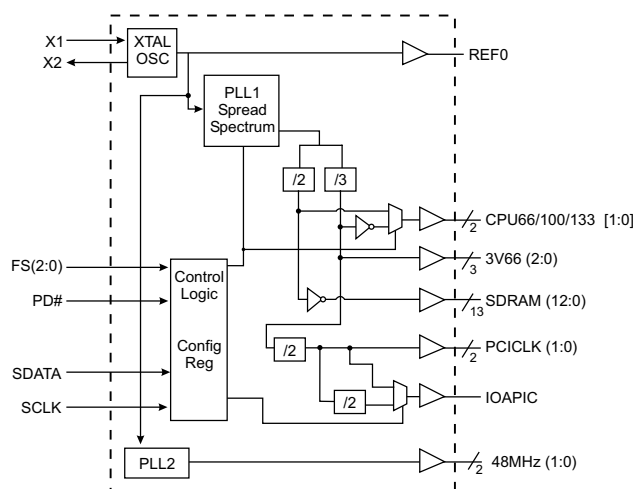 X1
X2
XTAL
OSC
REF0
PLL1
Spread
Spectrum
/2
/3
2
CPU66/100/133 [1:0]
3
3V66 (2:0)
FS(2:0)
PD#
SDATA
SCLK
Control
Logic
Config
Reg
13
SDRAM (12:0)
/2
2
PCICLK (1:0)
/2
IOAPIC
PLL2
2
48MHz (1:0)